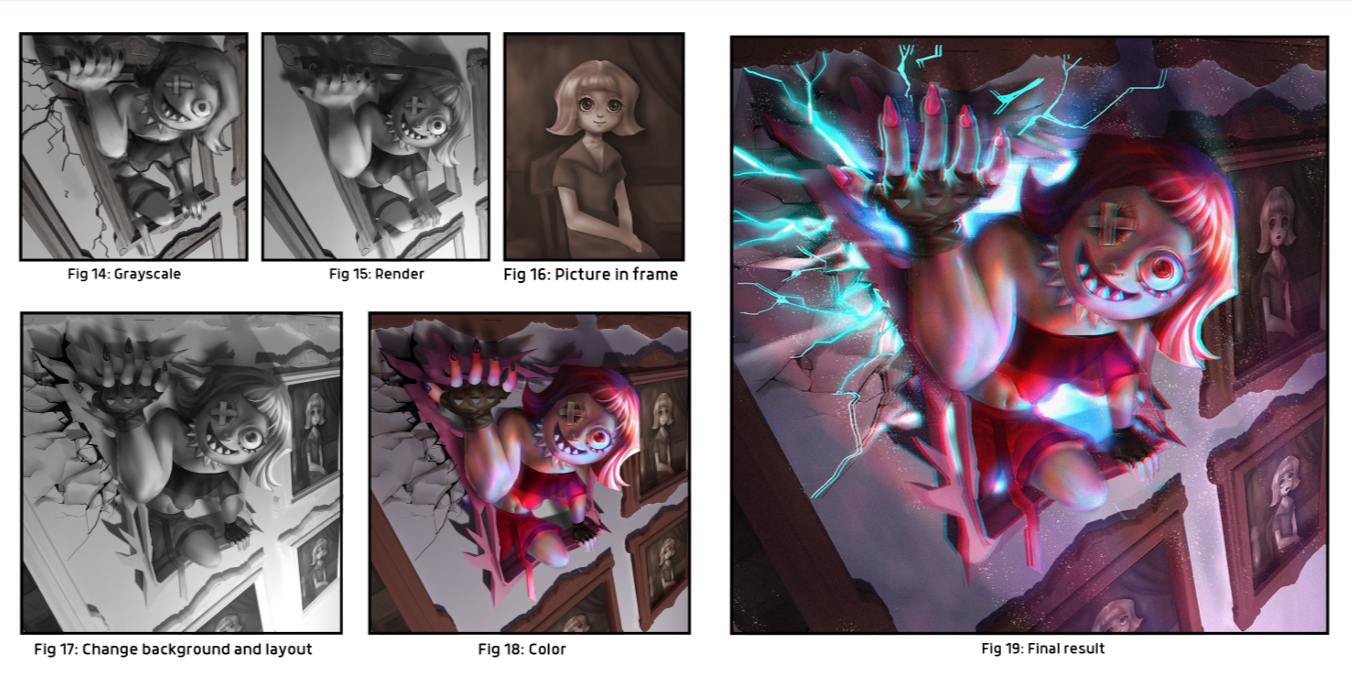 Fig 14: Grayscale
Fig 15: Render
Fig 16: Picture in frame
Fig 17: Change background and layout
Fig 18: Color
Fig 19: Final result